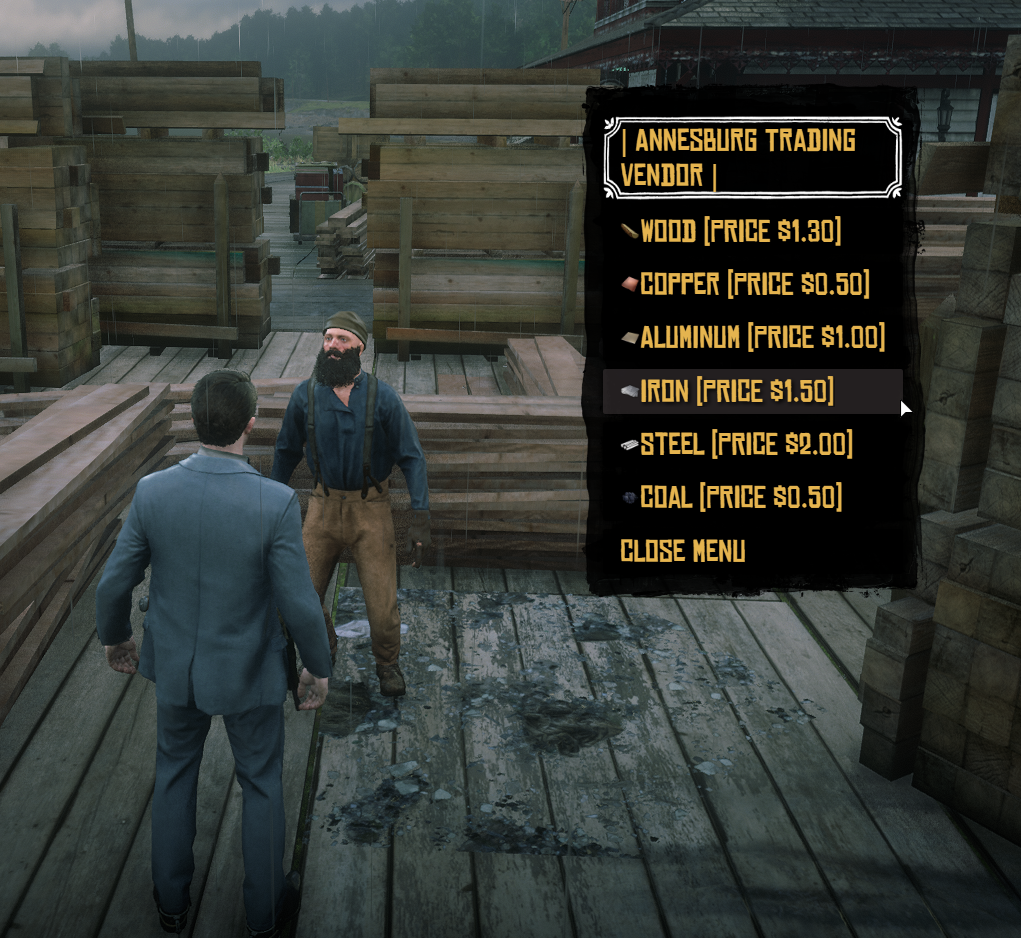 | ANNESBURG TRADING
VENDOR |
WOOD [PRICE $1.30]
COPPER [PRICE $0.50]
ALUMINUM [PRICE $1.00]
IRON [PRICE $1.50]
STEEL [PRICE $2.00]
COAL [PRICE $0.50]
CLOSE MENU